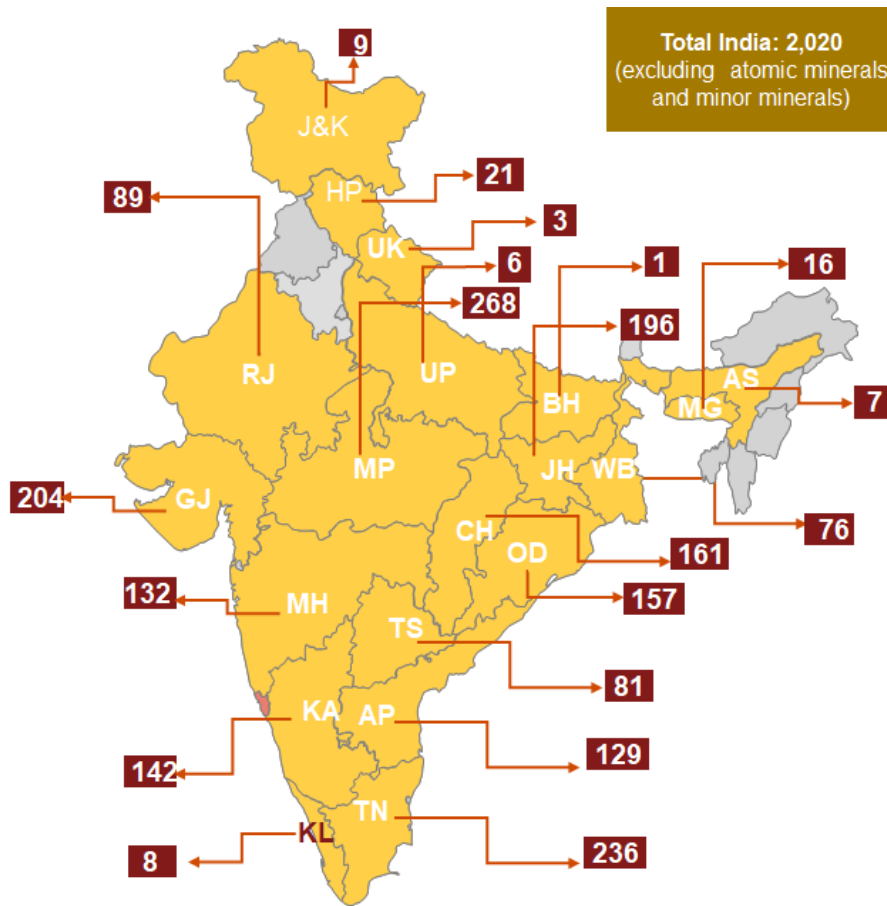 9
Total India: 2,020
(excluding atomic minerals
and minor minerals)
J&K
HP
21
89
UK
3
6
1
16
268
196
RJ
UP
BH
AS
MG
7
MP
JH
WB
GJ
204
CH
76
OD
161
132
MH
157
TS
81
KA
AP
129
142
TN
KL
8
236